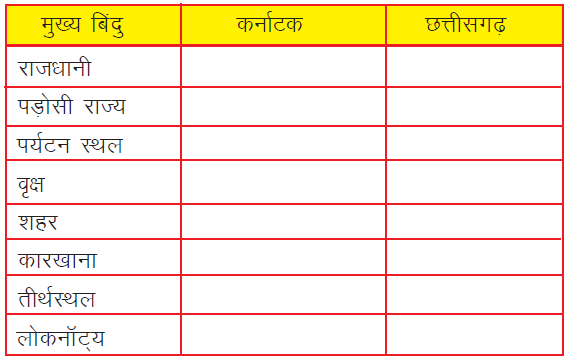 मुख्य बिंदु कर्नाटक छत्तीसगढ़
राजधानी
पड़ोसी राज्य
पर्यटन स्थल
वृक्ष
शहर
कारखाना
तीर्थस्थल
लोकनॉट्य